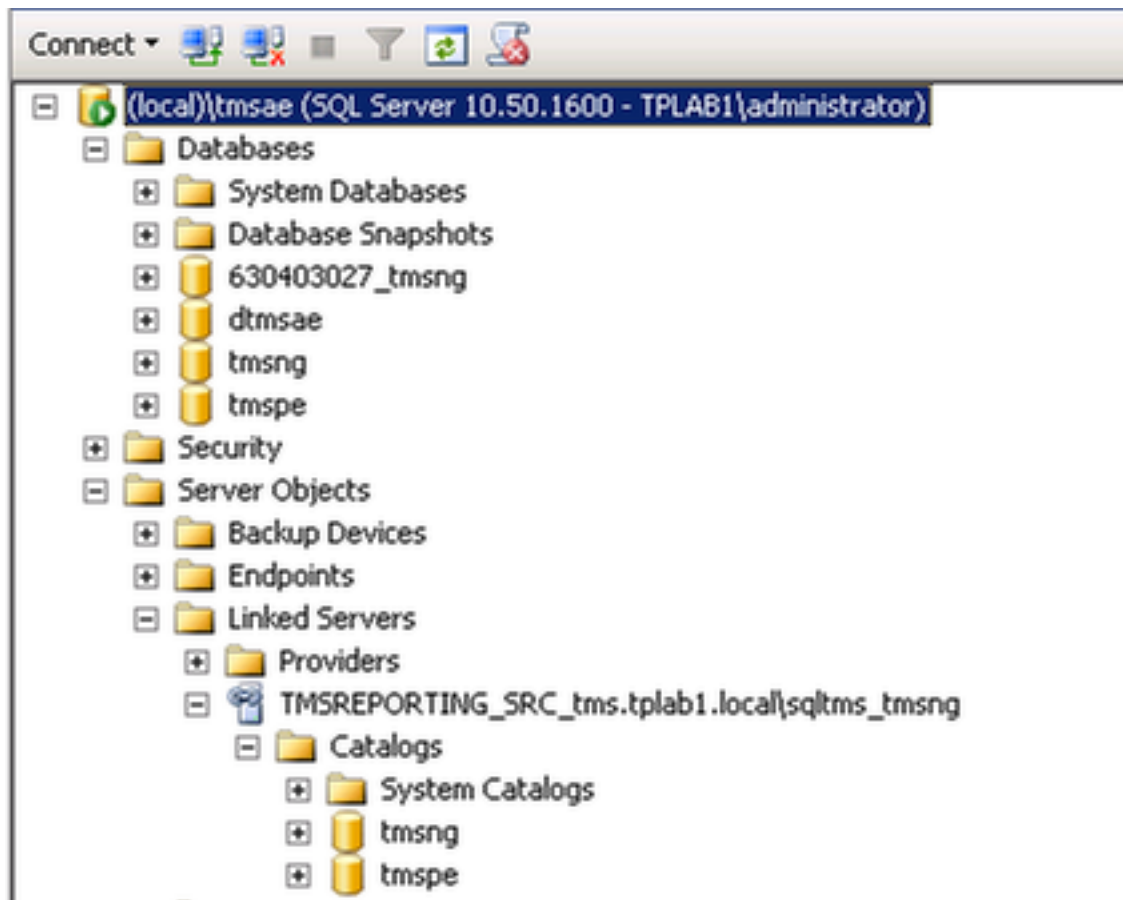 Connect
(local)\tmsae (SQL Server 10.50.1600 - TPLAB1\administrator)
Databases
System Databases
Database Snapshots
630403027_tmsng
dtmsae
tmsng
tmspe
Security
Server Objects
Backup Devices
Endpoints
Linked Servers
Providers
TMSREPORTING_SRC_tms.tplab1.local\sqltms_tmsng
Catalogs
System Catalogs
tmsng
tmspe